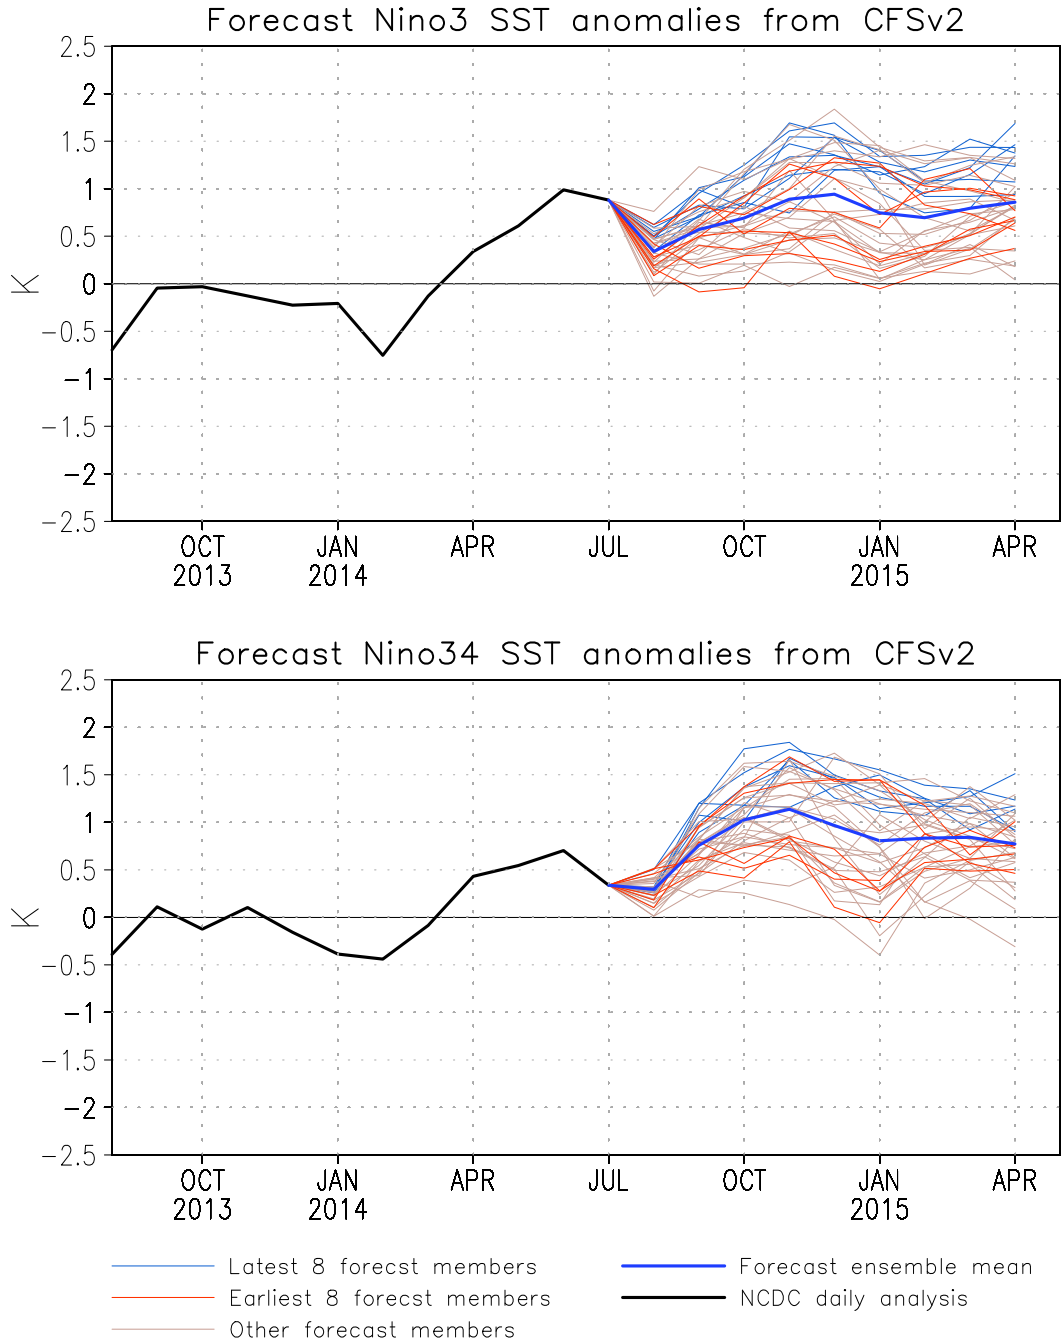 Forecast Nino3 SST anomalies from CFSv2
2.5
2
1.5
1
0.5
0
-0.5
-1
-1.5
-2
-2.5
K
OCT JAN APR JUL OCT JAN APR
2013 2014 2015
Forecast Nino34 SST anomalies from CFSv2
2.5
2
1.5
1
0.5
0
-0.5
-1
-1.5
-2
-2.5
K
OCT JAN APR JUL OCT JAN APR
2013 2014 2015
Latest 8 forecst members
Earliest 8 forecst members
Other forecast members
Forecast ensemble mean
NCDC daily analysis